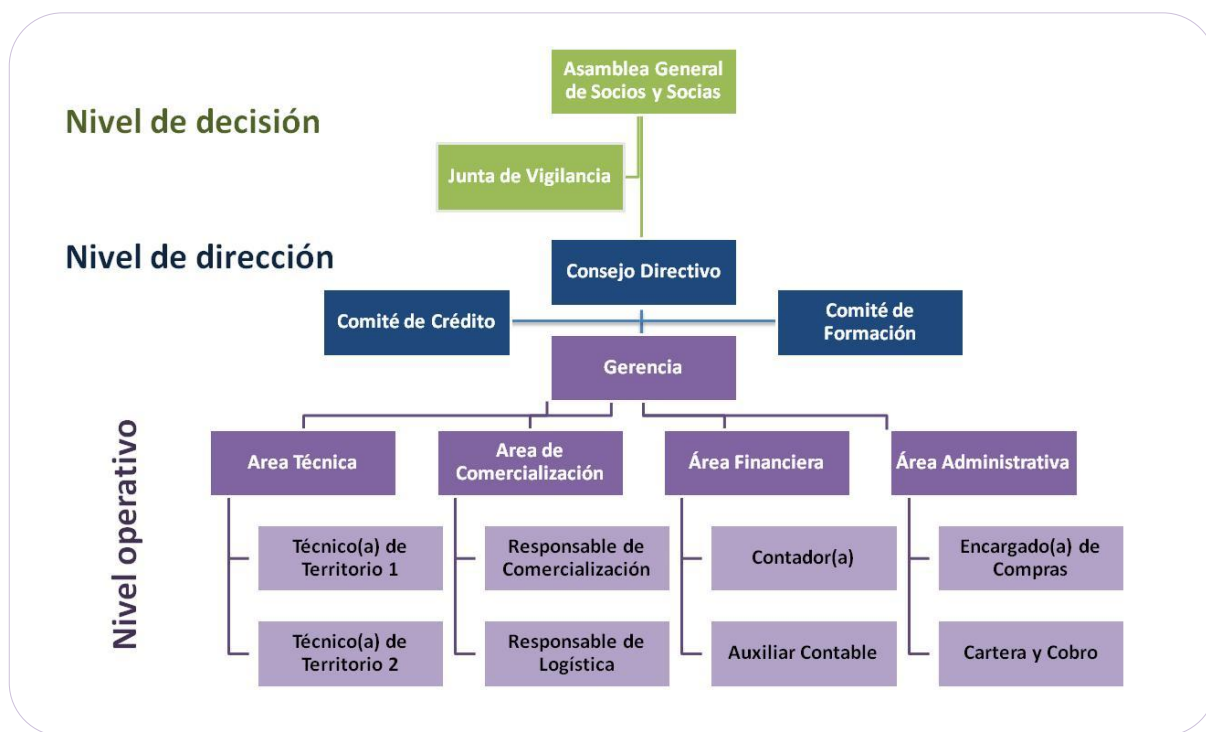 Asamblea General
de Socios y Socias
Nivel de decisión
Junta de Vigilancia
Nivel de dirección
Consejo Directivo
Comité de Crédito
Comité de
Formación
Gerencia
Nivel operativo
Area Técnica
Area de
Comercialización
Área Financiera
Área Administrativa
Técnico(a) de
Territorio 1
Responsable de
Comercialización
Contador(a)
Encargado(a) de
Compras
Técnico(a) de
Territorio 2
Responsable de
Logística
Auxiliar Contable
Cartera y Cobro